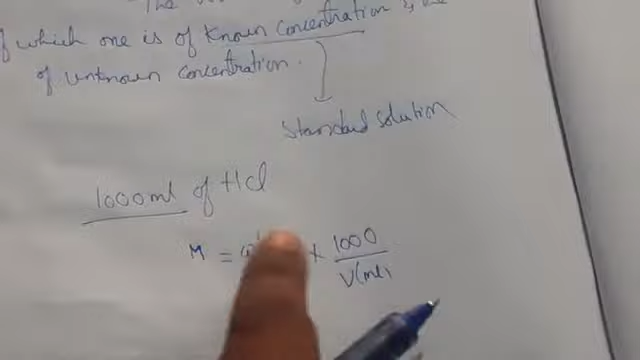 The
of which one is of known concentration &
of unknown concentration.
Standard solution
1000ml of HCl
M = × 1000
V(ml)